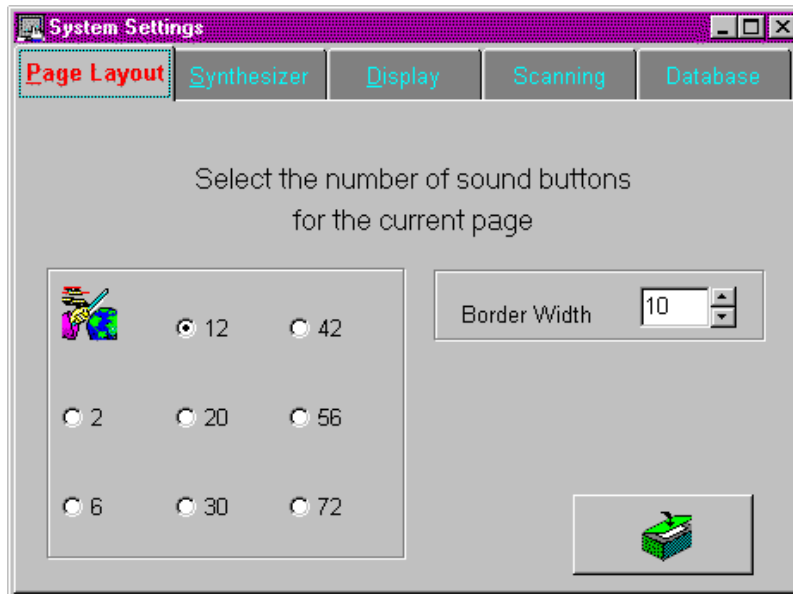 System Settings
Page Layout Synthesizer Display Scanning Database
Select the number of sound buttons
for the current page
12 42
Border Width 10
2 20 56
6 30 72